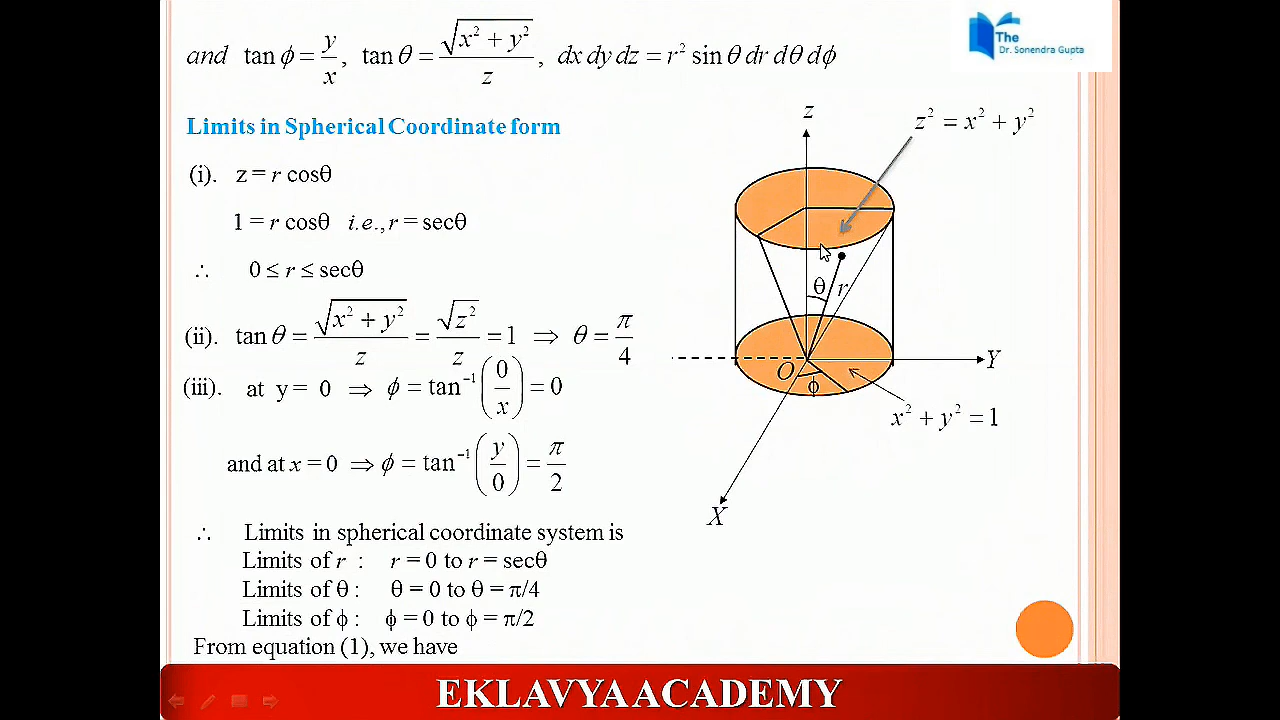 and tan ϕ = y/x, tan θ = √(x² + y²)/z, dx dy dz = r² sin θ dr dθ dϕ
The
Dr. Sonendra Gupta
Limits in Spherical Coordinate form
(i). z = r cosθ
1 = r cosθ i.e., r = secθ
∴ 0 ≤ r ≤ secθ
(ii). tan θ = √(x² + y²)/z = √z²/z = 1 ⇒ θ = π/4
(iii). at y = 0 ⇒ ϕ = tan⁻¹(0/x) = 0
and at x = 0 ⇒ ϕ = tan⁻¹(y/0) = π/2
∴ Limits in spherical coordinate system is
Limits of r : r = 0 to r = secθ
Limits of θ : θ = 0 to θ = π/4
Limits of ϕ : ϕ = 0 to ϕ = π/2
From equation (1), we have
z
z² = x² + y²
θ
r
O
ϕ
Y
x² + y² = 1
X
EKLAVYA ACADEMY